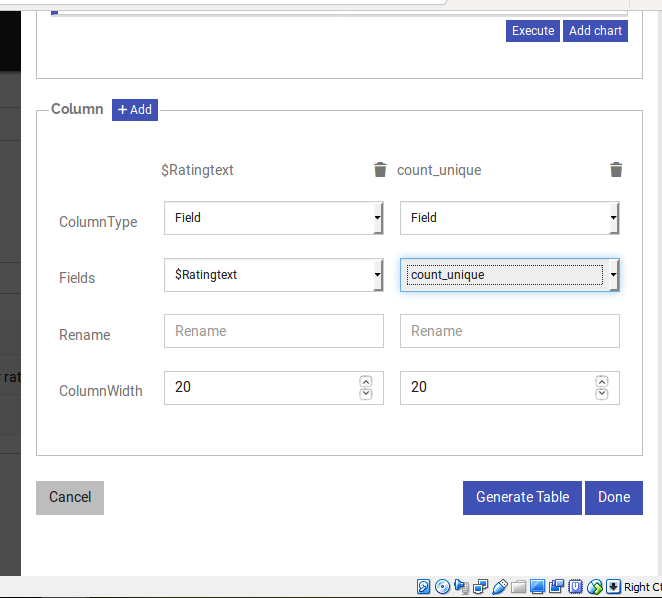 Execute Add chart
Column + Add
$Ratingtext count_unique
ColumnType Field Field
Fields $Ratingtext count_unique
Rename Rename Rename
ColumnWidth 20 20
rat
Cancel Generate Table Done
Right Ct